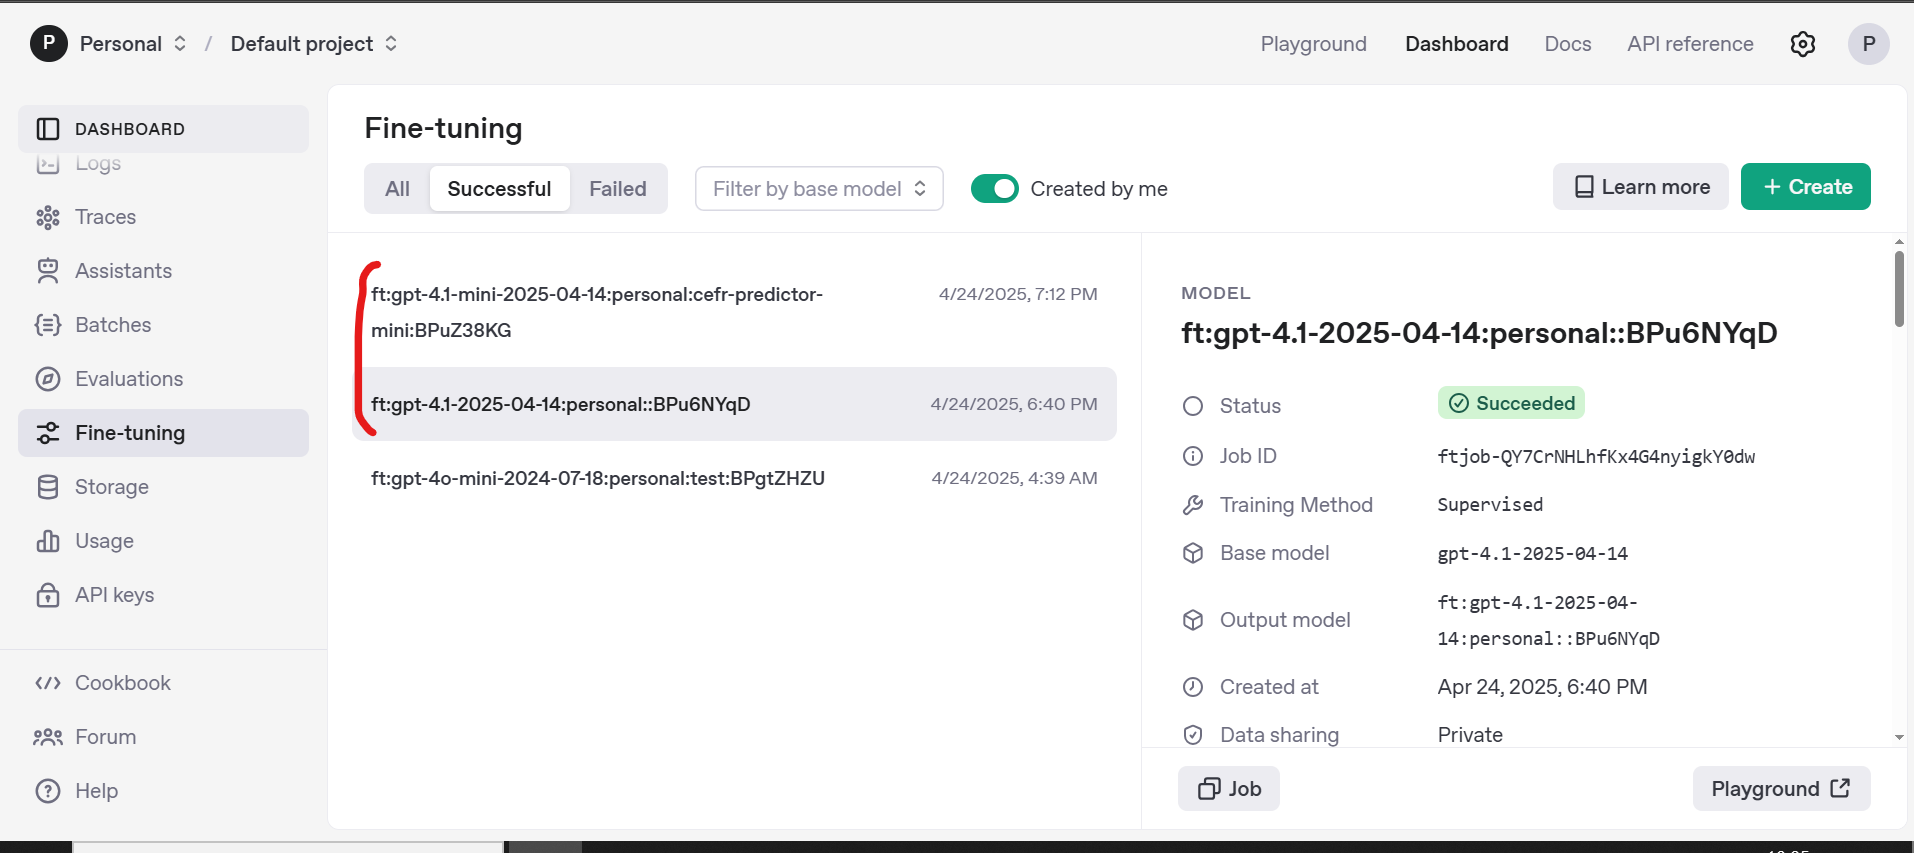 P Personal / Default project
Playground Dashboard Docs API reference P
DASHBOARD
Logs
Traces
Assistants
Batches
Evaluations
Fine-tuning
Storage
Usage
API keys
Cookbook
Forum
Help
Fine-tuning
All Successful Failed Filter by base model Created by me Learn more + Create
ft:gpt-4.1-mini-2025-04-14:personal:cefr-predictor-
mini:BPuZ38KG
4/24/2025, 7:12 PM
ft:gpt-4.1-2025-04-14:personal::BPu6NYqD 4/24/2025, 6:40 PM
ft:gpt-4o-mini-2024-07-18:personal:test:BPgtZHZU 4/24/2025, 4:39 AM
MODEL
ft:gpt-4.1-2025-04-14:personal::BPu6NYqD
Status Succeeded
Job ID ftjob-QY7CrNHLhfKx4G4nyigkY0dw
Training Method Supervised
Base model gpt-4.1-2025-04-14
Output model ft:gpt-4.1-2025-04-
14:personal::BPu6NYqD
Created at Apr 24, 2025, 6:40 PM
Data sharing Private
Job Playground